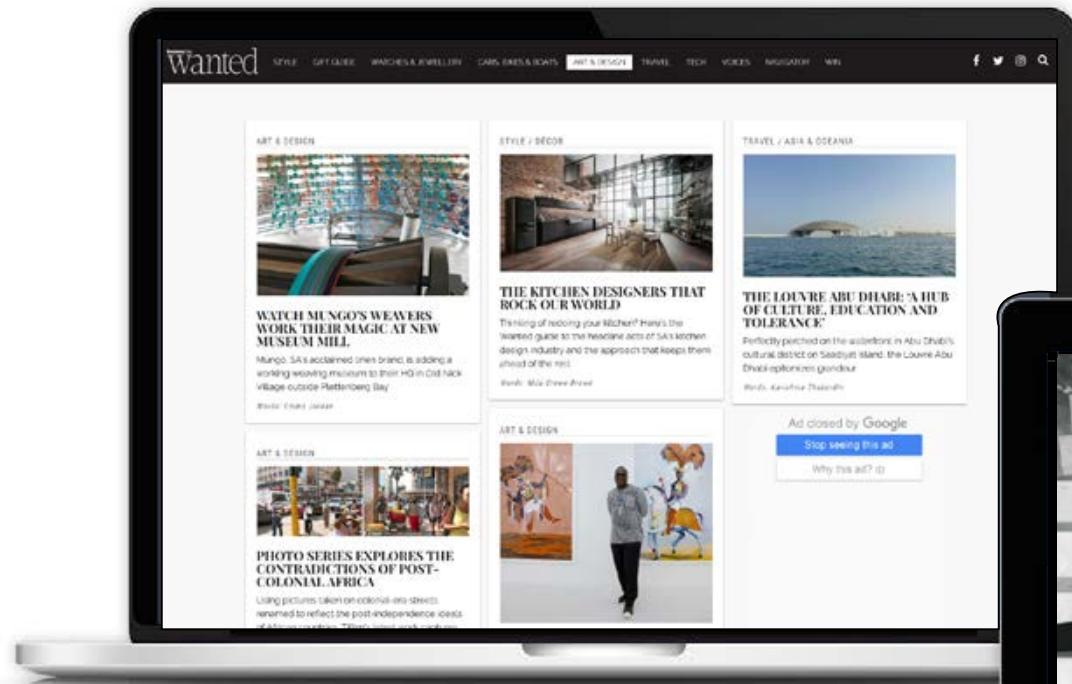 Wanted
STYLE GIFT GUIDE WATCHES & JEWELLERY CARS, BIKES & BOATS ART & DESIGN TRAVEL TECH VOICES NAVIGATOR WIN
ART & DESIGN
WATCH MUNGO'S WEAVERS
WORK THEIR MAGIC AT NEW
MUSEUM MILL
Mungo, SA's acclaimed linen brand, is adding a
working weaving museum to their HQ in Old Nick
Village outside Plettenberg Bay
Words:
ART & DESIGN
PHOTO SERIES EXPLORES THE
CONTRADICTIONS OF POST-
COLONIAL AFRICA
Using pictures taken on colonial-era streets
renamed to reflect the post-independence ideals
of African countries,
STYLE / DÉCOR
THE KITCHEN DESIGNERS THAT
ROCK OUR WORLD
Thinking of redoing your kitchen? Here's the
Wanted guide to the headline acts of SA's kitchen
design industry and the approach that keeps them
ahead of the rest
Words:
ART & DESIGN
TRAVEL / ASIA & OCEANIA
THE LOUVRE ABU DHABI: 'A HUB
OF CULTURE, EDUCATION AND
TOLERANCE'
Perfectly perched on the waterfront in Abu Dhabi's
cultural district on Saadiyat Island, the Louvre Abu
Dhabi epitomizes grandeur
Words:
Ad closed by Google
Stop seeing this ad
Why this ad?